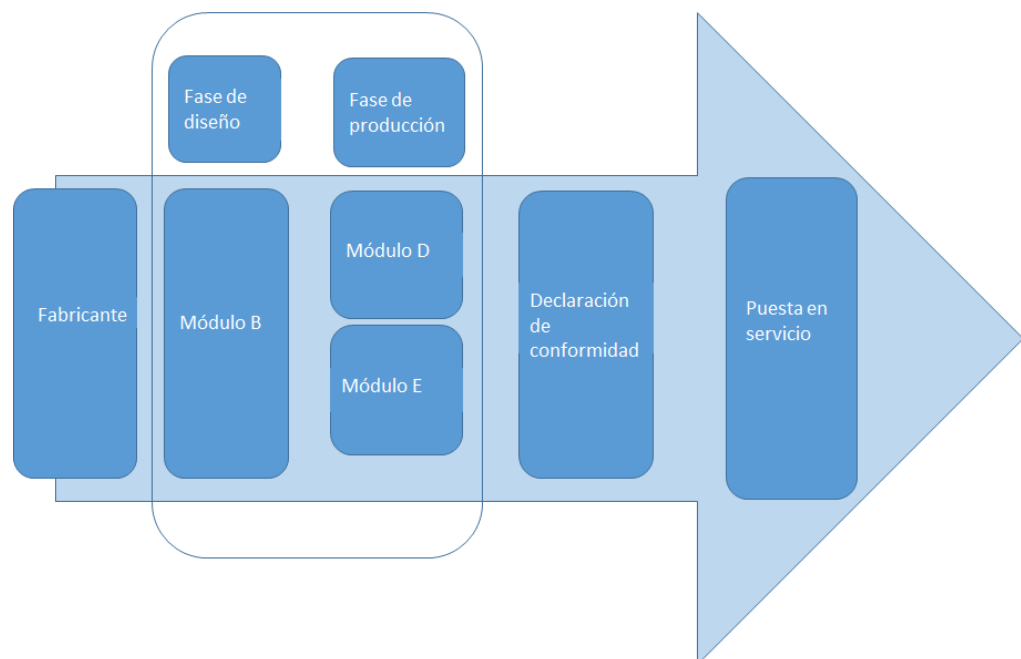 Fase de
diseño
Fase de
producción
Fabricante
Módulo B
Módulo D
Módulo E
Declaración
de
conformidad
Puesta en
servicio